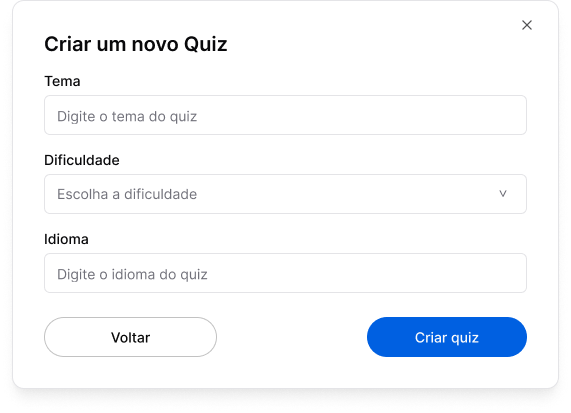 Criar um novo Quiz
Tema
Digite o tema do quiz
Dificuldade
Escolha a dificuldade
Idioma
Digite o idioma do quiz
Voltar
Criar quiz